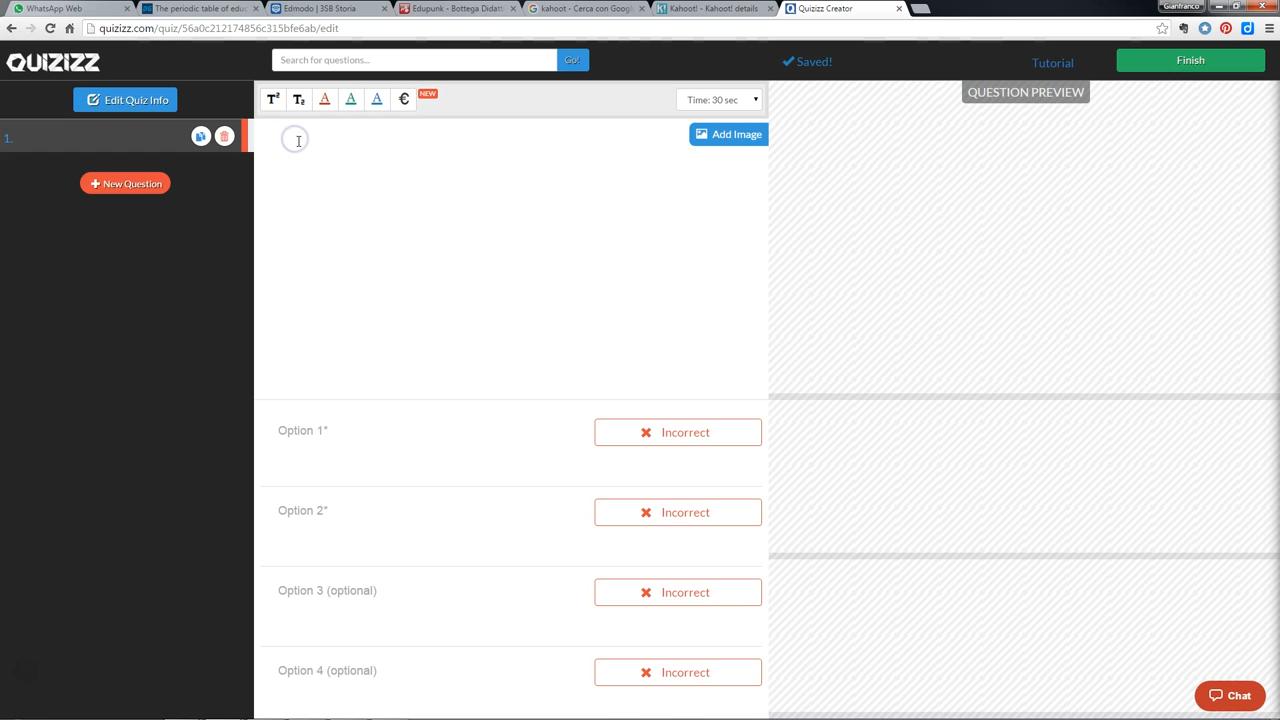 WhatsApp Web
The periodic table of educ
Edmodo | 3SB Storia
Edupunk - Bottega Didatt
kahoot - Cerca con Googl
Kahoot! - Kahoot! details
Quizizz Creator
Gianfranco
quizizz.com/quiz/56a0c212174856c315bfe6ab/edit
QUIZIZZ
Search for questions...
Go!
Saved!
Tutorial
Finish
Edit Quiz Info
T² T₂ A A A € NEW
Time: 30 sec
QUESTION PREVIEW
1.
Add Image
New Question
Option 1* Incorrect
Option 2* Incorrect
Option 3 (optional) Incorrect
Option 4 (optional) Incorrect
Chat